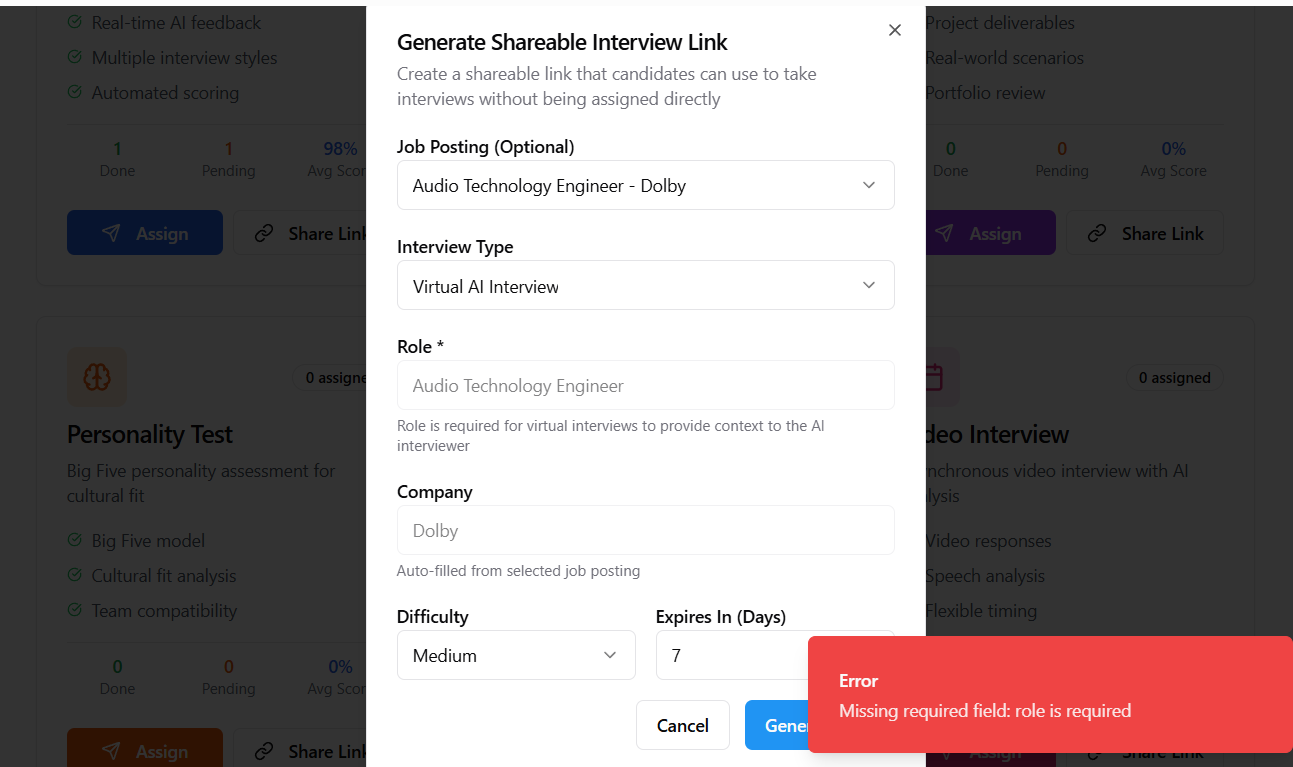 Real-time AI feedback
Multiple interview styles
Automated scoring
1
Done
1
Pending
98%
Avg Scor
Assign
Share Link
Generate Shareable Interview Link
Create a shareable link that candidates can use to take
interviews without being assigned directly
Job Posting (Optional)
Audio Technology Engineer - Dolby
Interview Type
Virtual AI Interview
Role *
Audio Technology Engineer
Role is required for virtual interviews to provide context to the AI
interviewer
Company
Dolby
Auto-filled from selected job posting
Difficulty
Medium
Expires In (Days)
7
Cancel
Gener
Project deliverables
Real-world scenarios
Portfolio review
0
Done
0
Pending
0%
Avg Score
Assign
Share Link
0 assigne
Personality Test
Big Five personality assessment for
cultural fit
Big Five model
Cultural fit analysis
Team compatibility
0
Done
0
Pending
0%
Avg Scor
Assign
Share Link
0 assigned
deo Interview
nchronous video interview with AI
lysis
Video responses
Speech analysis
Flexible timing
Error
Missing required field: role is required
Assign
Share Link